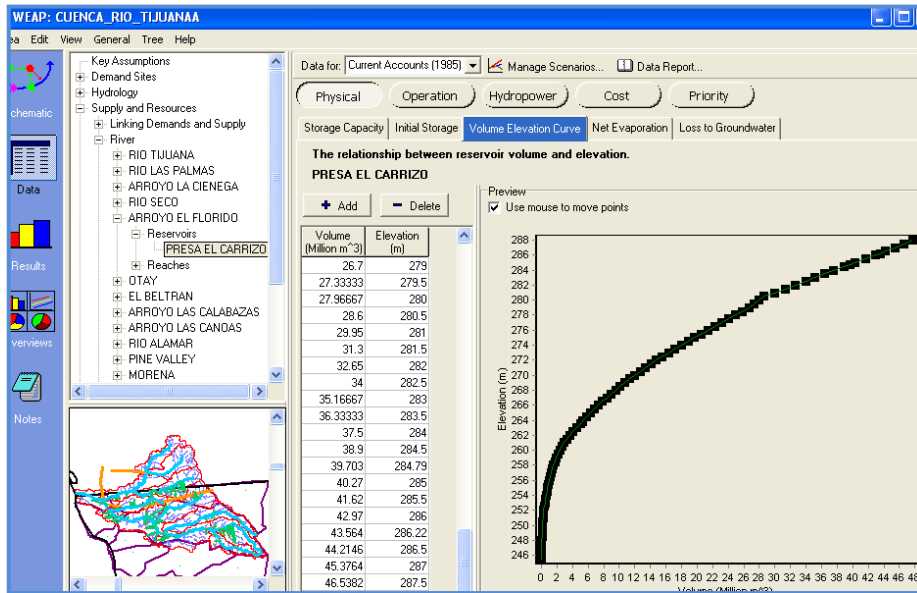 WEAP: CUENCA_RIO_TIJUANAA
ea Edit View General Tree Help
chematic
Data
Results
verviews
Notes
Key Assumptions
Demand Sites
Hydrology
Supply and Resources
Linking Demands and Supply
River
RIO TIJUANA
RIO LAS PALMAS
ARROYO LA CIENEGA
RIO SECO
ARROYO EL FLORIDO
Reservoirs
PRESA EL CARRIZO
Reaches
OTAY
EL BELTRAN
ARROYO LAS CALABAZAS
ARROYO LAS CANOAS
RIO ALAMAR
PINE VALLEY
MORENA
Data for: Current Accounts (1985) Manage Scenarios... Data Report...
Physical Operation Hydropower Cost Priority
Storage Capacity Initial Storage Volume Elevation Curve Net Evaporation Loss to Groundwater
The relationship between reservoir volume and elevation.
PRESA EL CARRIZO
+ Add - Delete
Volume Elevation
(Million m^3) (m)
26.7 279
27.33333 279.5
27.96667 280
28.6 280.5
29.95 281
31.3 281.5
32.65 282
34 282.5
35.16667 283
36.33333 283.5
37.5 284
38.9 284.5
39.703 284.79
40.27 285
41.62 285.5
42.97 286
43.564 286.22
44.2146 286.5
45.3764 287
46.5382 287.5
Preview
Use mouse to move points
288
286
284
282
280
278
276
274
272
270
268
266
264
262
260
258
256
254
252
250
248
246
Elevation (m)
0 2 4 6 8 10 12 14 16 18 20 22 24 26 28 30 32 34 36 38 40 42 44 46 48
Volume (Million m^3)